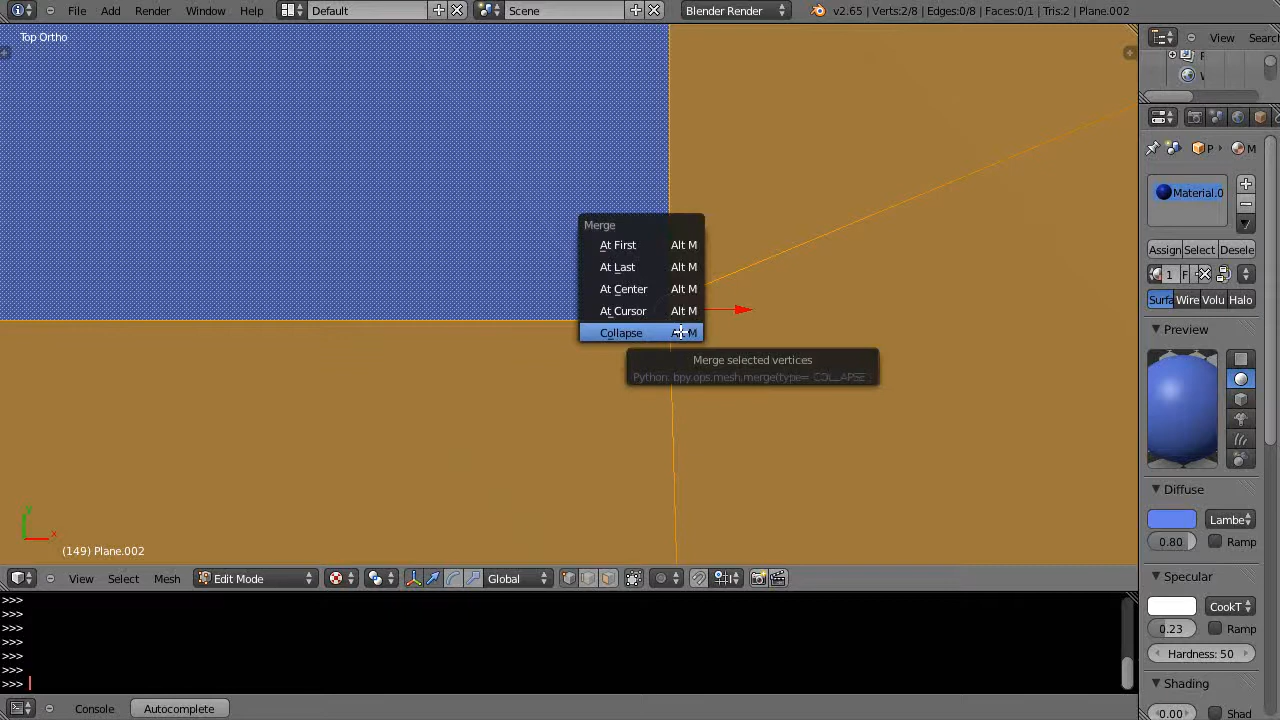 File Add Render Window Help Default Scene Blender Render v2.65 | Verts:2/8 | Edges:0/8 | Faces:0/1 | Tris:2 | Plane.002
Top Ortho
View Search
Merge
At First Alt M
At Last Alt M
At Center Alt M
At Cursor Alt M
Collapse Alt M
Merge selected vertices
Python: bpy.ops.mesh.merge(type='COLLAPSE')
P M
Material.0
Assign Select Desele
1 F
Surfa Wire Volu Halo
Preview
Diffuse
Lambe
0.80 Ramp
Specular
CookT
0.23 Ramp
Hardness: 50
Shading
0.00 Shad
y
x
(149) Plane.002
View Select Mesh Edit Mode Global
>>>
>>>
>>>
>>>
>>>
>>>
>>>
Console Autocomplete